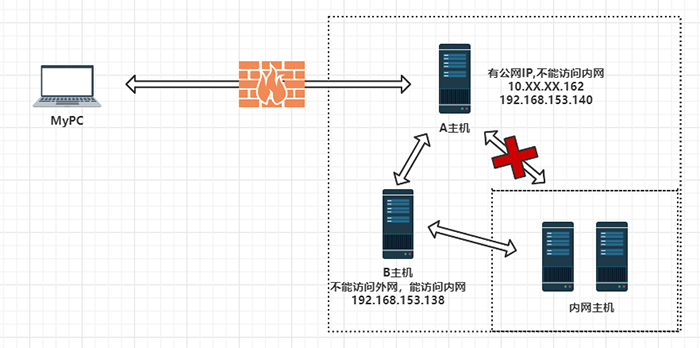 有公网IP,不能访问内网
10.XX.XX.162
192.168.153.140
MyPC
A主机
B主机
不能访问外网，能访问内网
192.168.153.138
内网主机